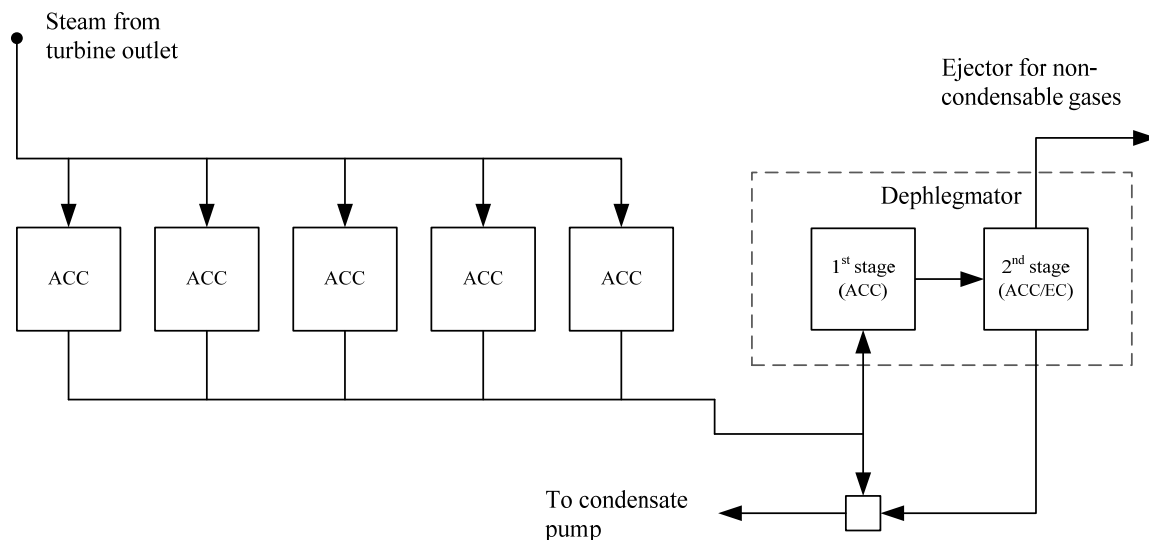 Steam from
turbine outlet
Ejector for non-
condensable gases
Dephlegmator
ACC
ACC
ACC
ACC
ACC
1st stage
(ACC)
2nd stage
(ACC/EC)
To condensate
pump